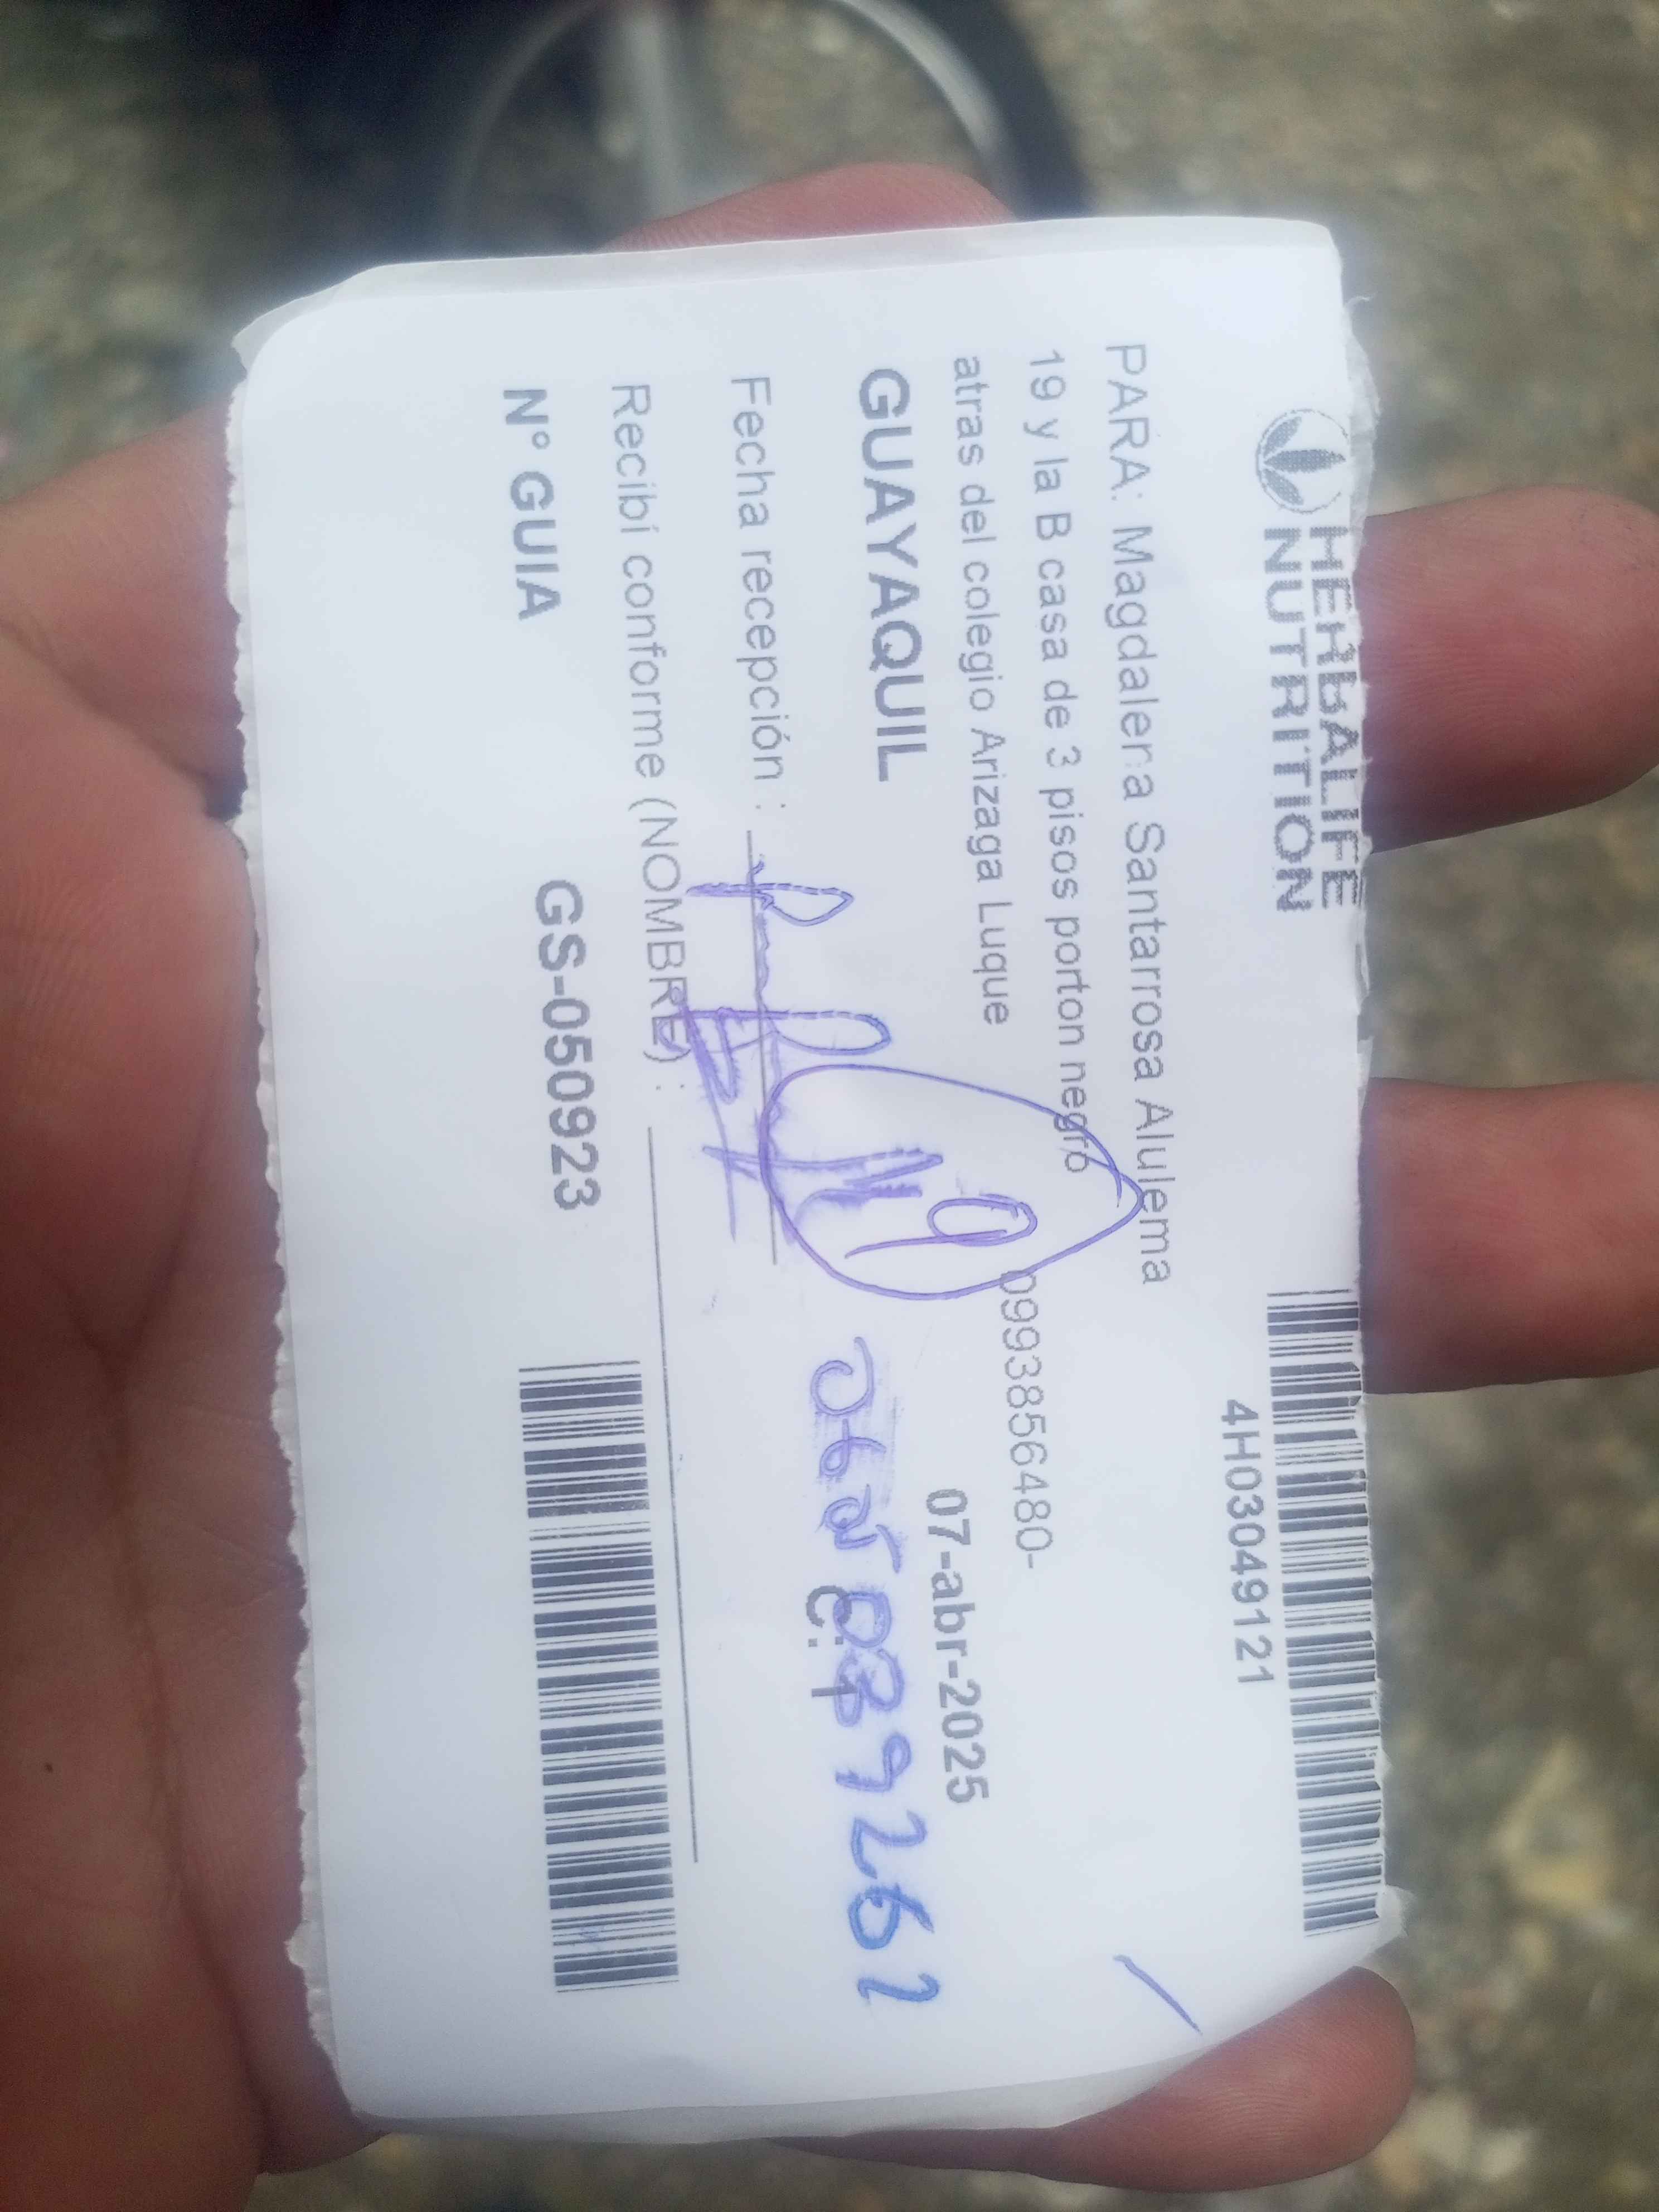 HERBALIFE
NUTRITION
4H03049121
PARA: Magdalena Santarrosa Alulema
19 y la B casa de 3 pisos porton negro
0993856480-
atras del colegio Arizaga Luque
GUAYAQUIL
07-abr-2025
Fecha recepción :
C.I
Recibí conforme (NOMBRE) :
N° GUIA
GS-050923